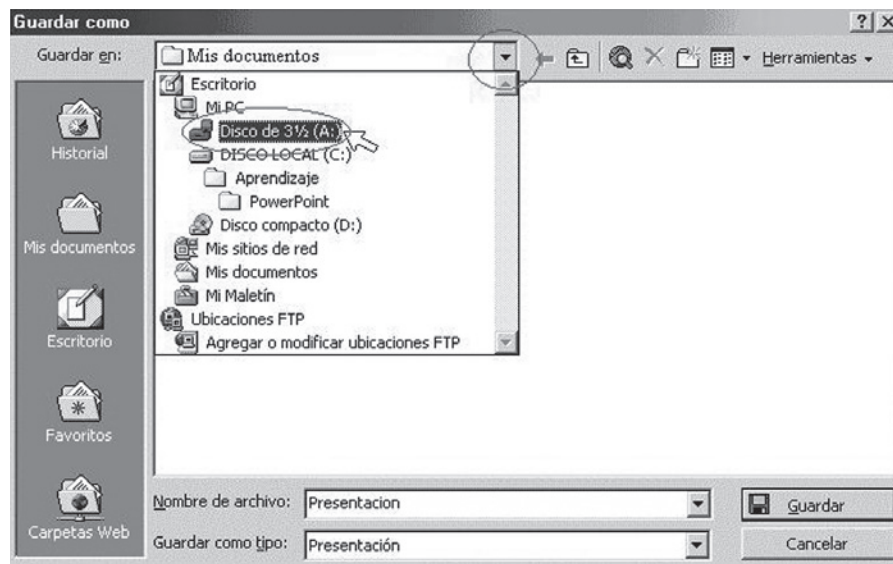 Guardar como
Guardar en:
Mis documentos
Herramientas
Escritorio
Mi PC
Disco de 3½ (A:)
DISCO LOCAL (C:)
Aprendizaje
PowerPoint
Disco compacto (D:)
Mis sitios de red
Mis documentos
Mi Maletín
Ubicaciones FTP
Agregar o modificar ubicaciones FTP
Historial
Mis documentos
Escritorio
Favoritos
Carpetas Web
Nombre de archivo: Presentacion
Guardar
Guardar como tipo: Presentación
Cancelar